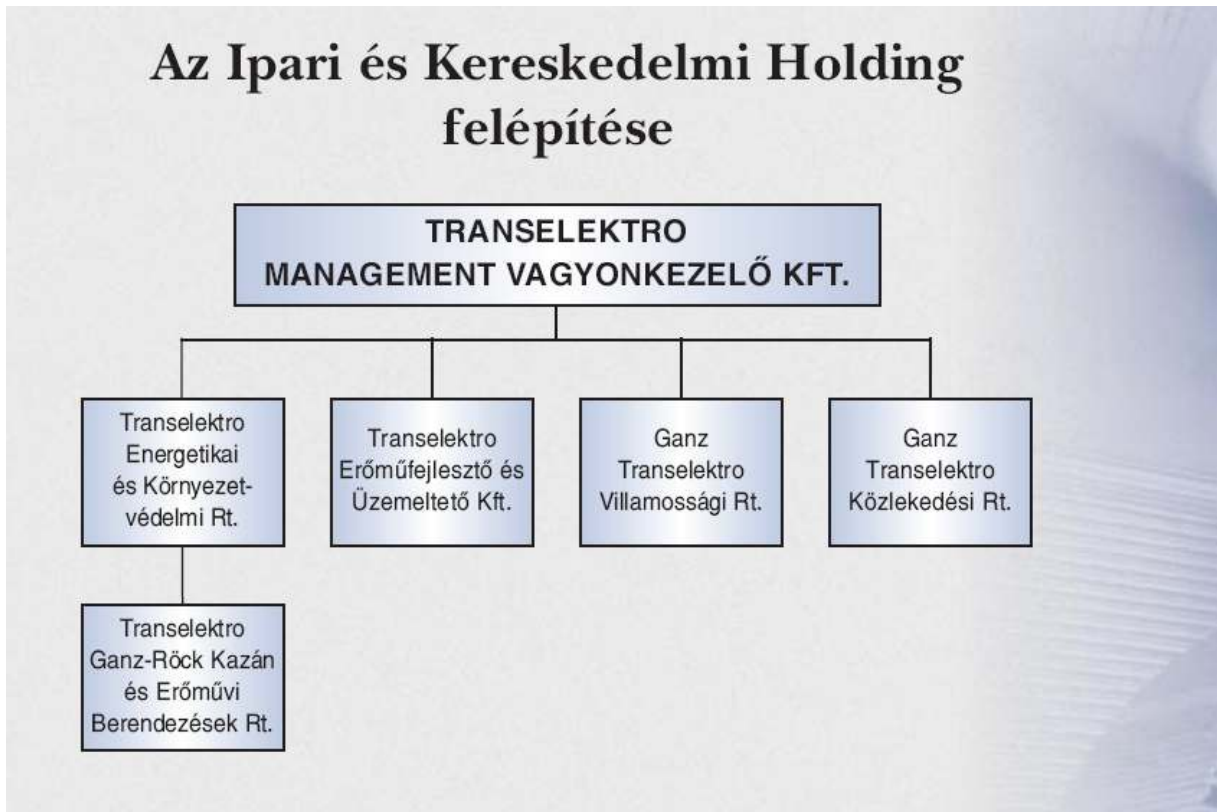 Az Ipari és Kereskedelmi Holding
felépítése
TRANSELEKTRO
MANAGEMENT VAGYONKEZELŐ KFT.
Transelektro
Energetikai
és Környezet-
védelmi Rt.
Transelektro
Erőműfejlesztő és
Üzemeltető Kft.
Ganz
Transelektro
Villamossági Rt.
Ganz
Transelektro
Közlekedési Rt.
Transelektro
Ganz-Röck Kazán
és Erőművi
Berendezések Rt.